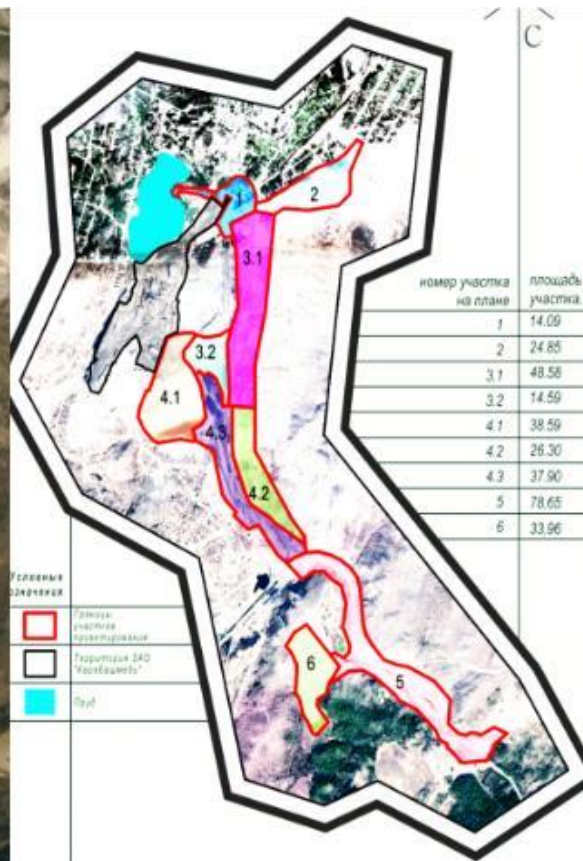 С
номер участка площадь
на плане участка,
1 14.09
2 24.85
3.1 48.58
3.2 14.59
4.1 38.59
4.2 26.30
4.3 37.90
5 78.65
6 33.96
1
2
3.1
3.2
4.1
4.3
4.2
6
5
Условные
означения
Границы
участков
проектирования
Территория ЗАО
"Карабашмедь"
Пруд